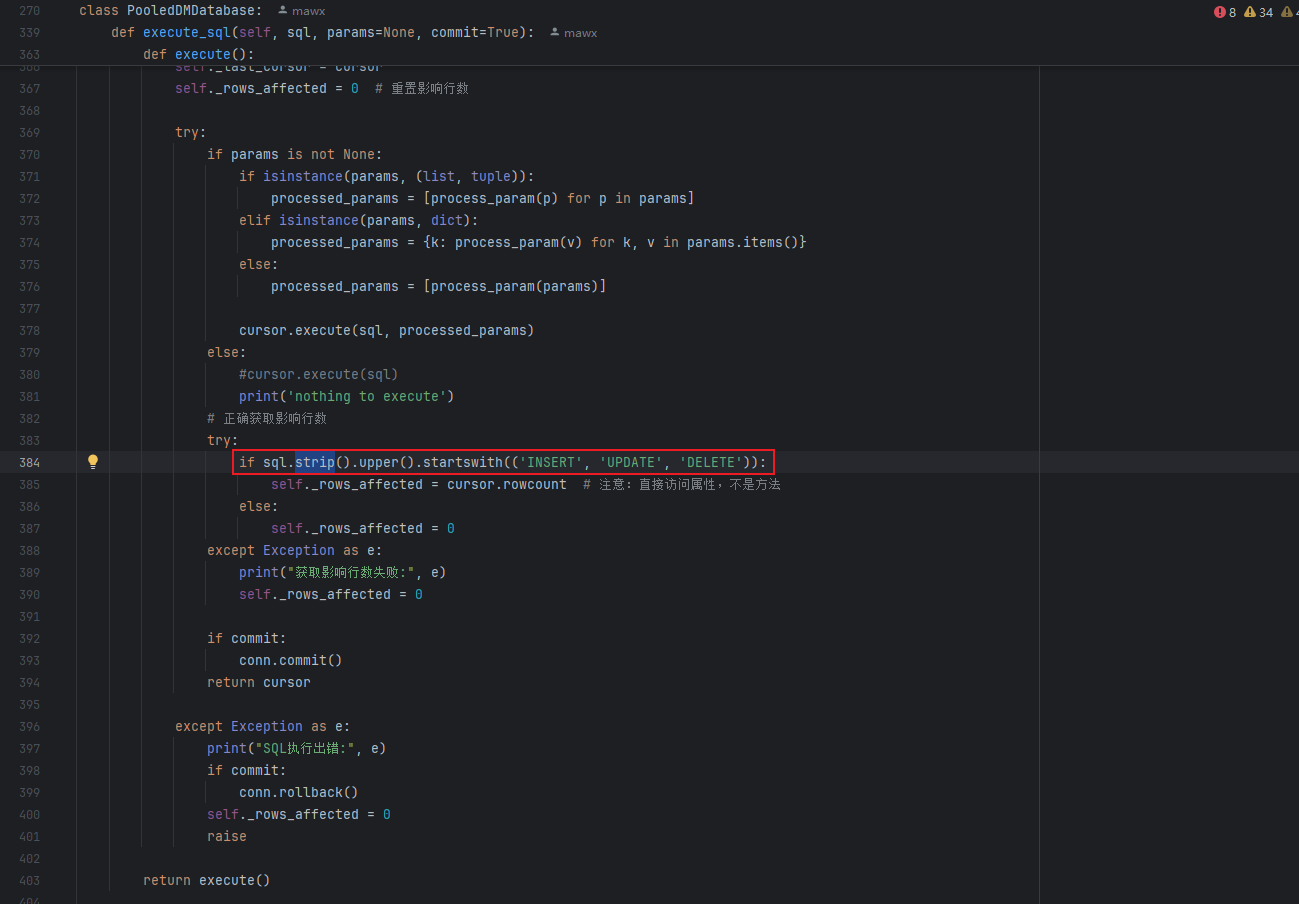 270 class PooledDMDatabase: mawx
8 34 4
339 def execute_sql(self, sql, params=None, commit=True): mawx
363 def execute():
366 self._last_cursor = cursor
367 self._rows_affected = 0 # 重置影响行数
368
369 try:
370 if params is not None:
371 if isinstance(params, (list, tuple)):
372 processed_params = [process_param(p) for p in params]
373 elif isinstance(params, dict):
374 processed_params = {k: process_param(v) for k, v in params.items()}
375 else:
376 processed_params = [process_param(params)]
377
378 cursor.execute(sql, processed_params)
379 else:
380 #cursor.execute(sql)
381 print('nothing to execute')
382 # 正确获取影响行数
383 try:
384 if sql.strip().upper().startswith(('INSERT', 'UPDATE', 'DELETE')):
385 self._rows_affected = cursor.rowcount # 注意: 直接访问属性，不是方法
386 else:
387 self._rows_affected = 0
388 except Exception as e:
389 print("获取影响行数失败:", e)
390 self._rows_affected = 0
391
392 if commit:
393 conn.commit()
394 return cursor
395
396 except Exception as e:
397 print("SQL执行出错:", e)
398 if commit:
399 conn.rollback()
400 self._rows_affected = 0
401 raise
402
403 return execute()
404